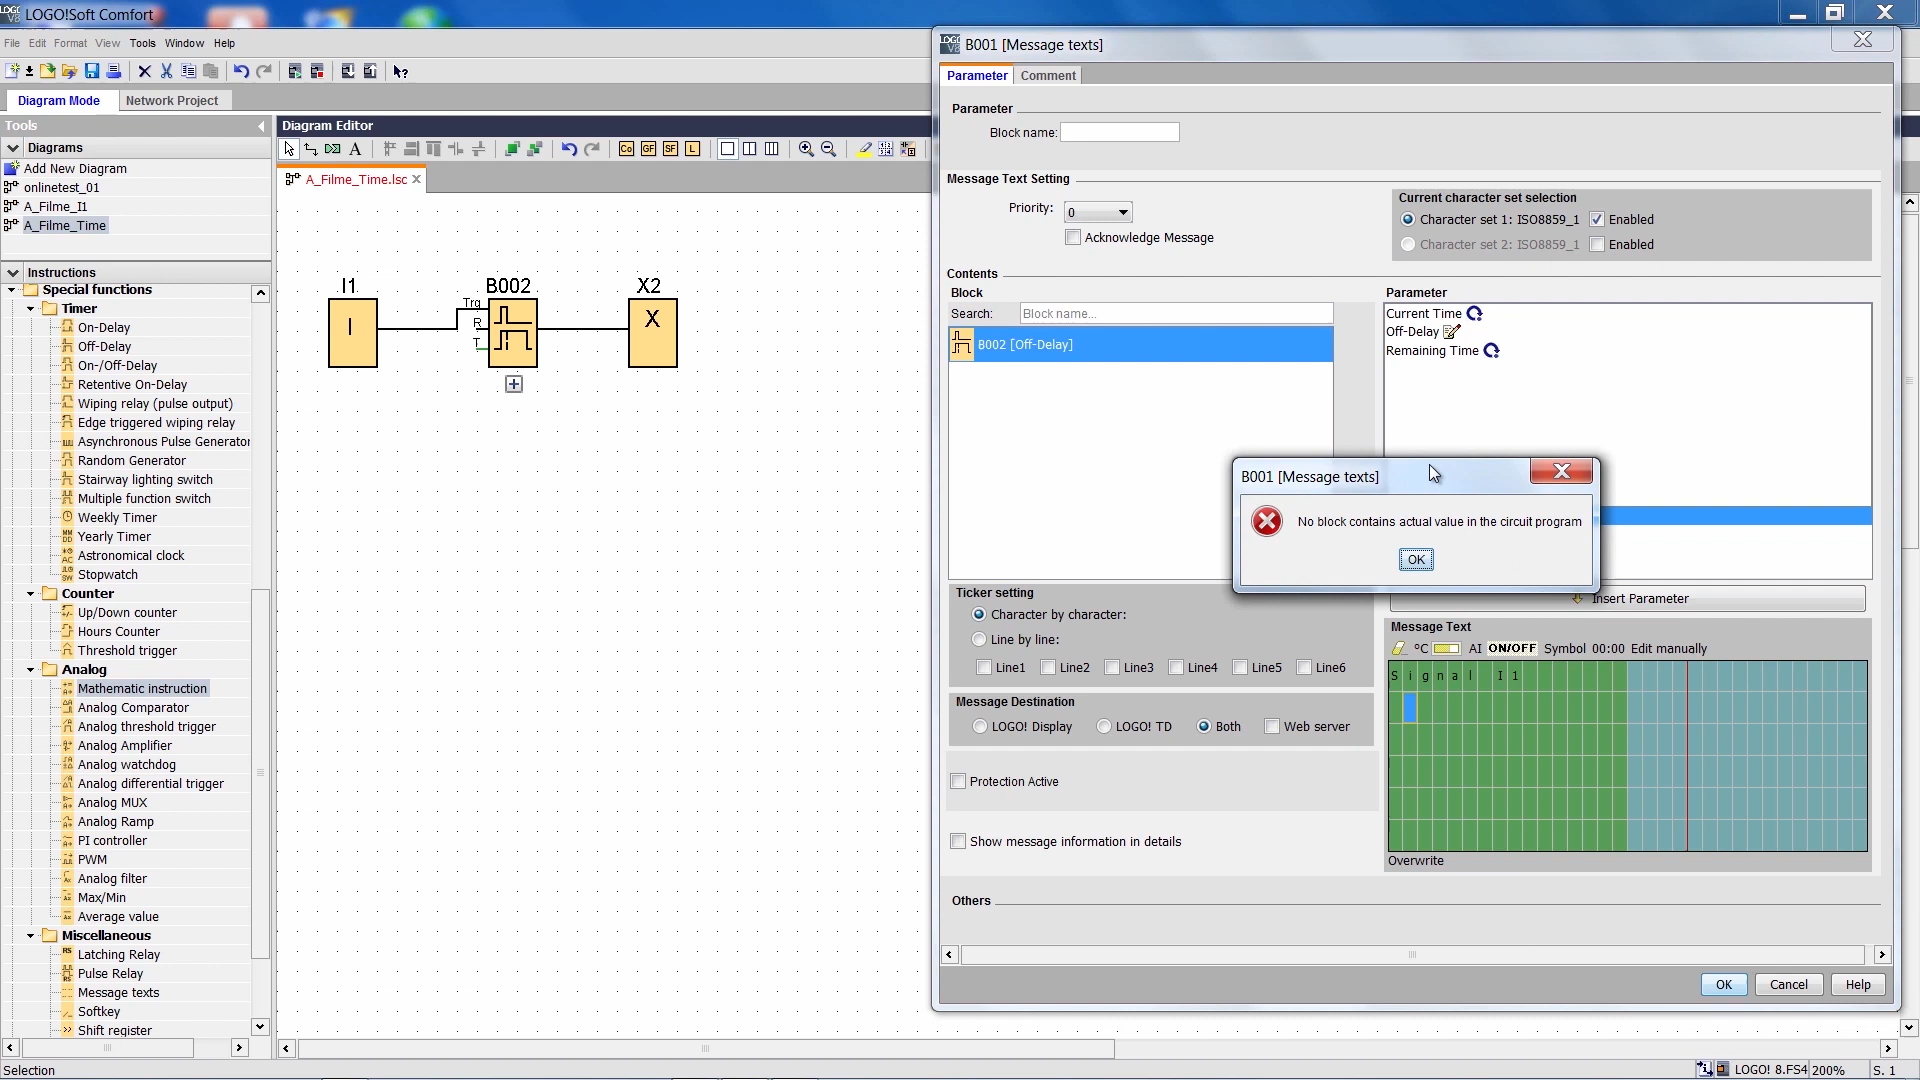 LOGO!Soft Comfort
File Edit Format View Tools Window Help
Diagram Mode
Network Project
Tools
Diagrams
Add New Diagram
onlinetest_01
A_Filme_I1
A_Filme_Time
Instructions
Special functions
Timer
On-Delay
Off-Delay
On-/Off-Delay
Retentive On-Delay
Wiping relay (pulse output)
Edge triggered wiping relay
Asynchronous Pulse Generator
Random Generator
Stairway lighting switch
Multiple function switch
Weekly Timer
Yearly Timer
Astronomical clock
Stopwatch
Counter
Up/Down counter
Hours Counter
Threshold trigger
Analog
Mathematic instruction
Analog Comparator
Analog threshold trigger
Analog Amplifier
Analog watchdog
Analog differential trigger
Analog MUX
Analog Ramp
PI controller
PWM
Analog filter
Max/Min
Average value
Miscellaneous
Latching Relay
Pulse Relay
Message texts
Softkey
Shift register
Selection
Diagram Editor
A
Co GF SF L
A_Filme_Time.lsc
I1
I
B002
Trg
R
T
X2
X
B001 [Message texts]
Parameter
Comment
Parameter
Block name:
Message Text Setting
Priority: 0
Acknowledge Message
Current character set selection
Character set 1: ISO8859_1 Enabled
Character set 2: ISO8859_1 Enabled
Contents
Block
Search: Block name...
B002 [Off-Delay]
Parameter
Current Time
Off-Delay
Remaining Time
B001 [Message texts]
No block contains actual value in the circuit program
OK
Insert Parameter
Ticker setting
Character by character:
Line by line:
Line1 Line2 Line3 Line4 Line5 Line6
Message Destination
LOGO! Display LOGO! TD Both Web server
Protection Active
Show message information in details
Message Text
°C AI ON/OFF Symbol 00:00 Edit manually
Signal I1
Overwrite
Others
OK
Cancel
Help
LOGO! 8.FS4 200% S. 1